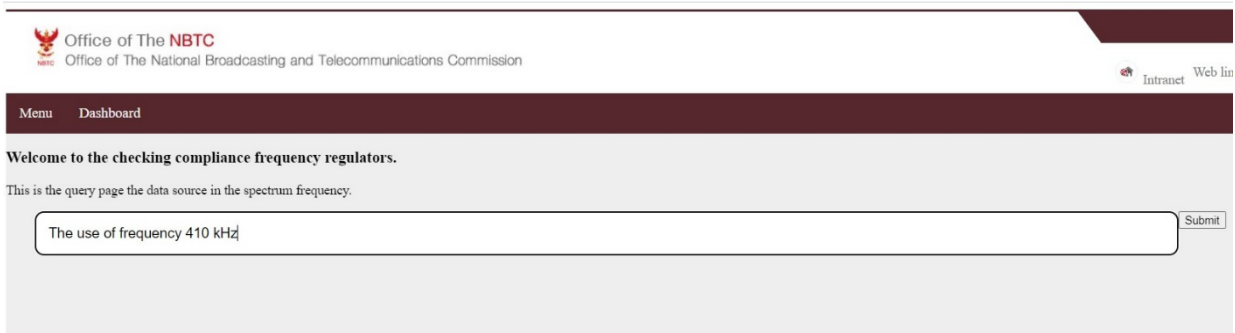 Office of The NBTC
Office of The National Broadcasting and Telecommunications Commission
NBTC
Intranet Web lin
Menu Dashboard
Welcome to the checking compliance frequency regulators.
This is the query page the data source in the spectrum frequency.
The use of frequency 410 kHz
Submit